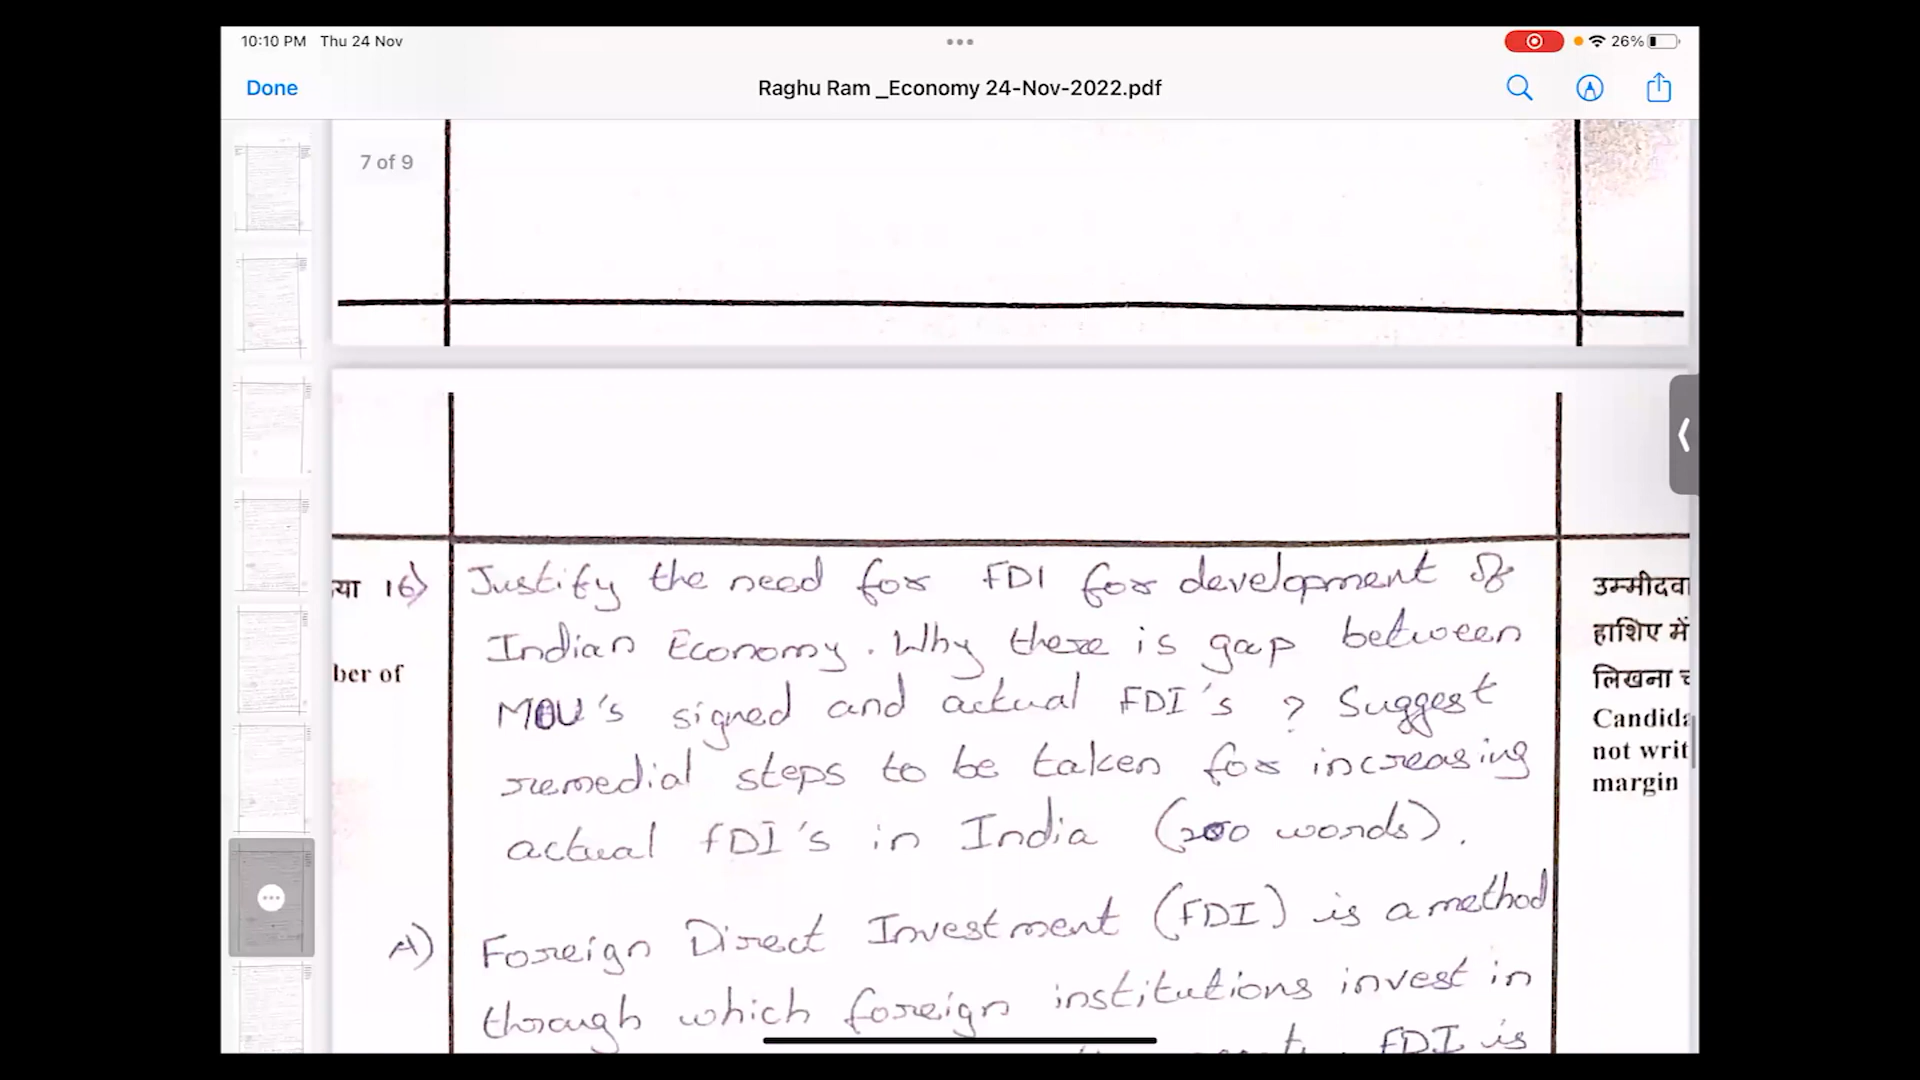 10:10 PM Thu 24 Nov
26%
Done
Raghu Ram _Economy 24-Nov-2022.pdf
7 of 9
या 16)
ber of
Justify the need for FDI for development of
Indian Economy. Why there is gap between
MOU's signed and actual FDI's ? Suggest
remedial steps to be taken for increasing
actual FDI's in India (200 words).
A) Foreign Direct Investment (FDI) is a method
through which foreign institutions invest in
FDI is
उम्मीदवा
हाशिए में
लिखना च
Candida
not writ
margin